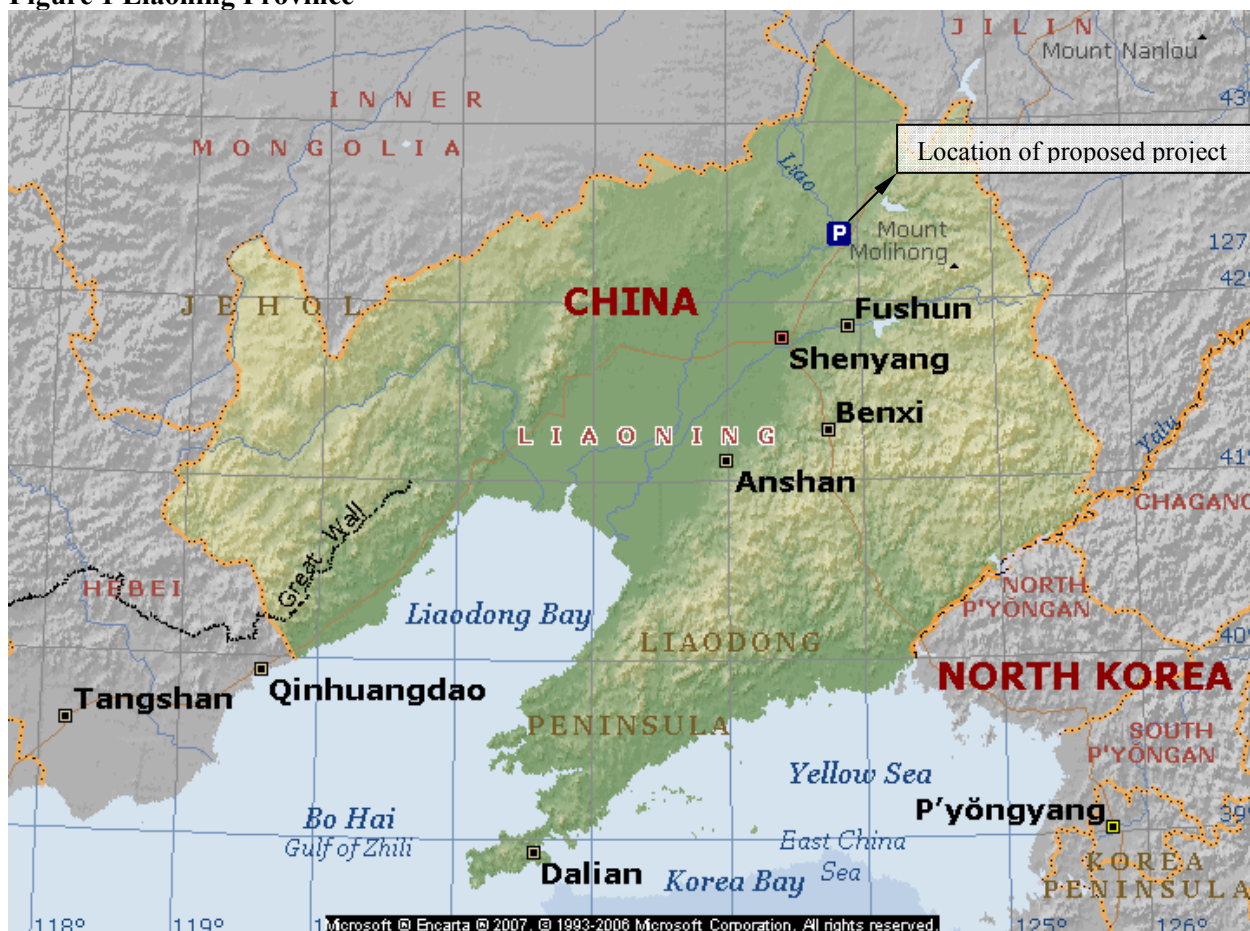 Figure 1 Liaoning Province
JILIN
Mount Nanlou
INNER
MONGOLIA
43°
Location of proposed project
Liao
P
Mount
Molihong
127
42°
JEHOL
CHINA
Fushun
Shenyang
Benxi
LIAONING
Anshan
Yalu
41°
CHAGANG
Great Wall
HEBEI
NORTH
P'YŎNGAN
Liaodong Bay
LIAODONG
40°
Qinhuangdao
NORTH KOREA
Tangshan
PENINSULA
SOUTH
P'YŎNGAN
Yellow Sea
P'yŏngyang
Bo Hai
Gulf of Zhili
39°
East China
Sea
Dalian
Korea Bay
KOREA
PENINSULA
118°
119°
125°
126°
Microsoft ® Encarta ® 2007. © 1993-2006 Microsoft Corporation. All rights reserved.